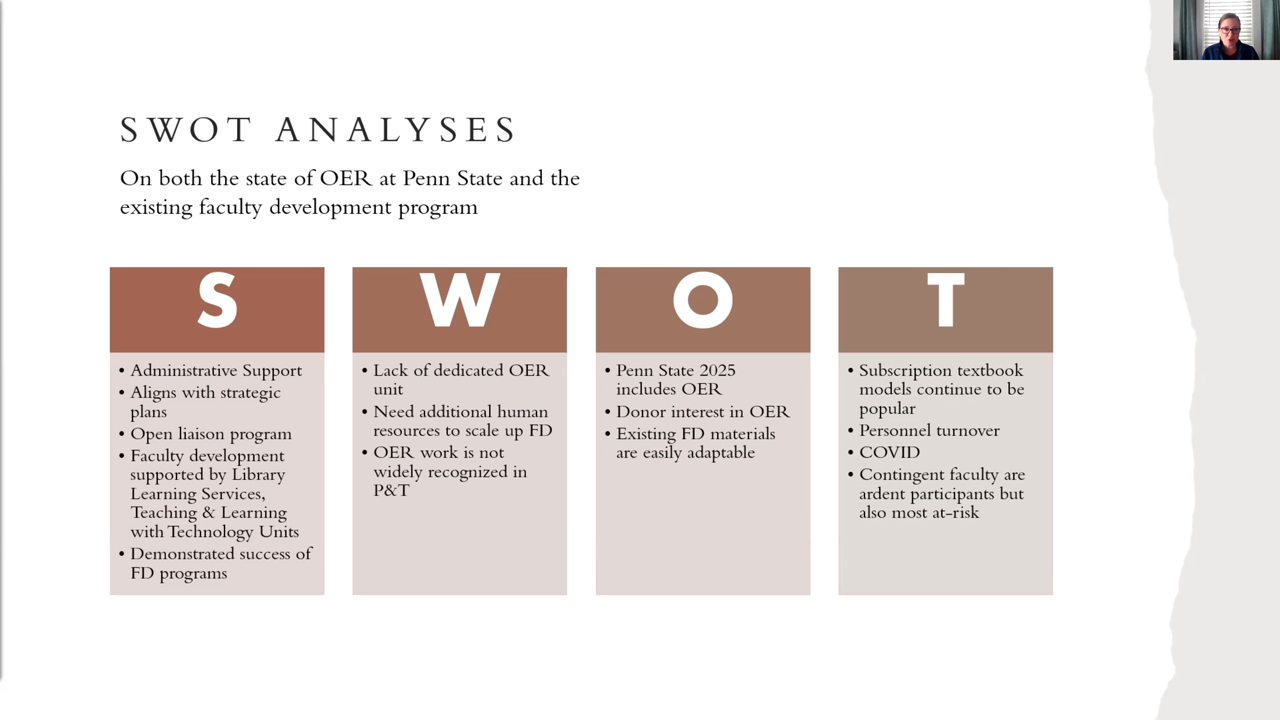 SWOT ANALYSES
On both the state of OER at Penn State and the
existing faculty development program
S
• Administrative Support
• Aligns with strategic
plans
• Open liaison program
• Faculty development
supported by Library
Learning Services,
Teaching & Learning
with Technology Units
• Demonstrated success of
FD programs
W
• Lack of dedicated OER
unit
• Need additional human
resources to scale up FD
• OER work is not
widely recognized in
P&T
O
• Penn State 2025
includes OER
• Donor interest in OER
• Existing FD materials
are easily adaptable
T
• Subscription textbook
models continue to be
popular
• Personnel turnover
• COVID
• Contingent faculty are
ardent participants but
also most at-risk